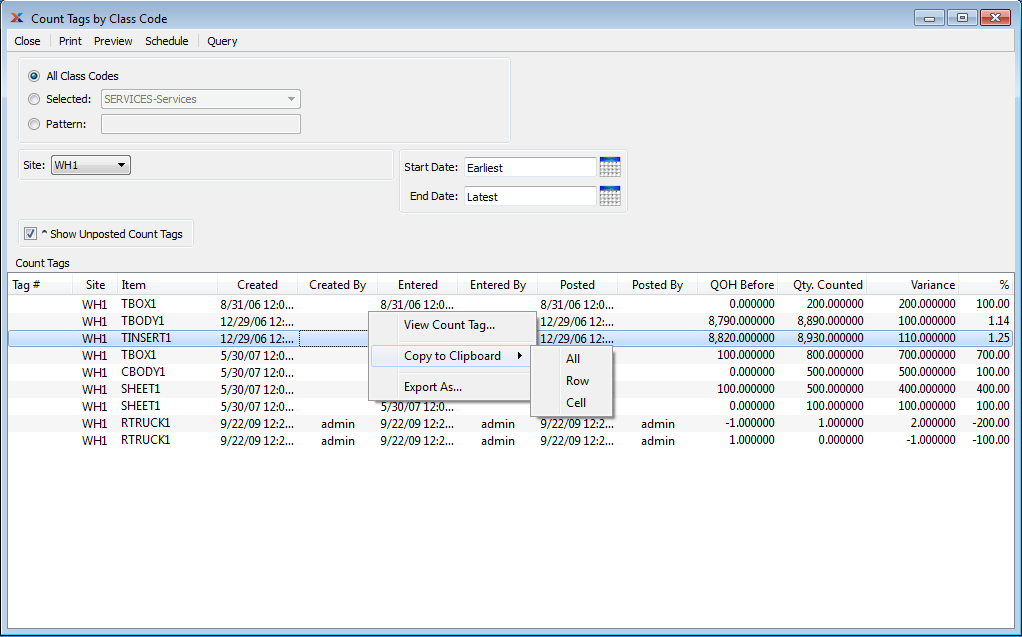 Count Tags by Class Code
Close Print Preview Schedule Query
All Class Codes
Selected: SERVICES-Services
Pattern:
Site: WH1
Start Date: Earliest
End Date: Latest
^ Show Unposted Count Tags
Count Tags
Tag # Site Item Created Created By Entered Entered By Posted Posted By QOH Before Qty. Counted Variance %
WH1 TBOX1 8/31/06 12:0... 8/31/06 12:0... 8/31/06 12:0... 0.000000 200.000000 200.000000 100.00
WH1 TBODY1 12/29/06 12:... 12/29/06 12:... 8,790.000000 8,890.000000 100.000000 1.14
WH1 TINSERT1 12/29/06 12:... 12/29/06 12:... 8,820.000000 8,930.000000 110.000000 1.25
WH1 TBOX1 5/30/07 12:0... 100.000000 800.000000 700.000000 700.00
WH1 CBODY1 5/30/07 12:0... 0.000000 500.000000 500.000000 100.00
WH1 SHEET1 5/30/07 12:0... 100.000000 500.000000 400.000000 400.00
WH1 SHEET1 5/30/07 12:0... 5/30/07 12:0... 0.000000 100.000000 100.000000 100.00
WH1 RTRUCK1 9/22/09 12:2... admin 9/22/09 12:2... admin 9/22/09 12:2... admin -1.000000 1.000000 2.000000 -200.00
WH1 RTRUCK1 9/22/09 12:2... admin 9/22/09 12:2... admin 9/22/09 12:2... admin 1.000000 0.000000 -1.000000 -100.00
View Count Tag...
Copy to Clipboard
Export As...
All
Row
Cell